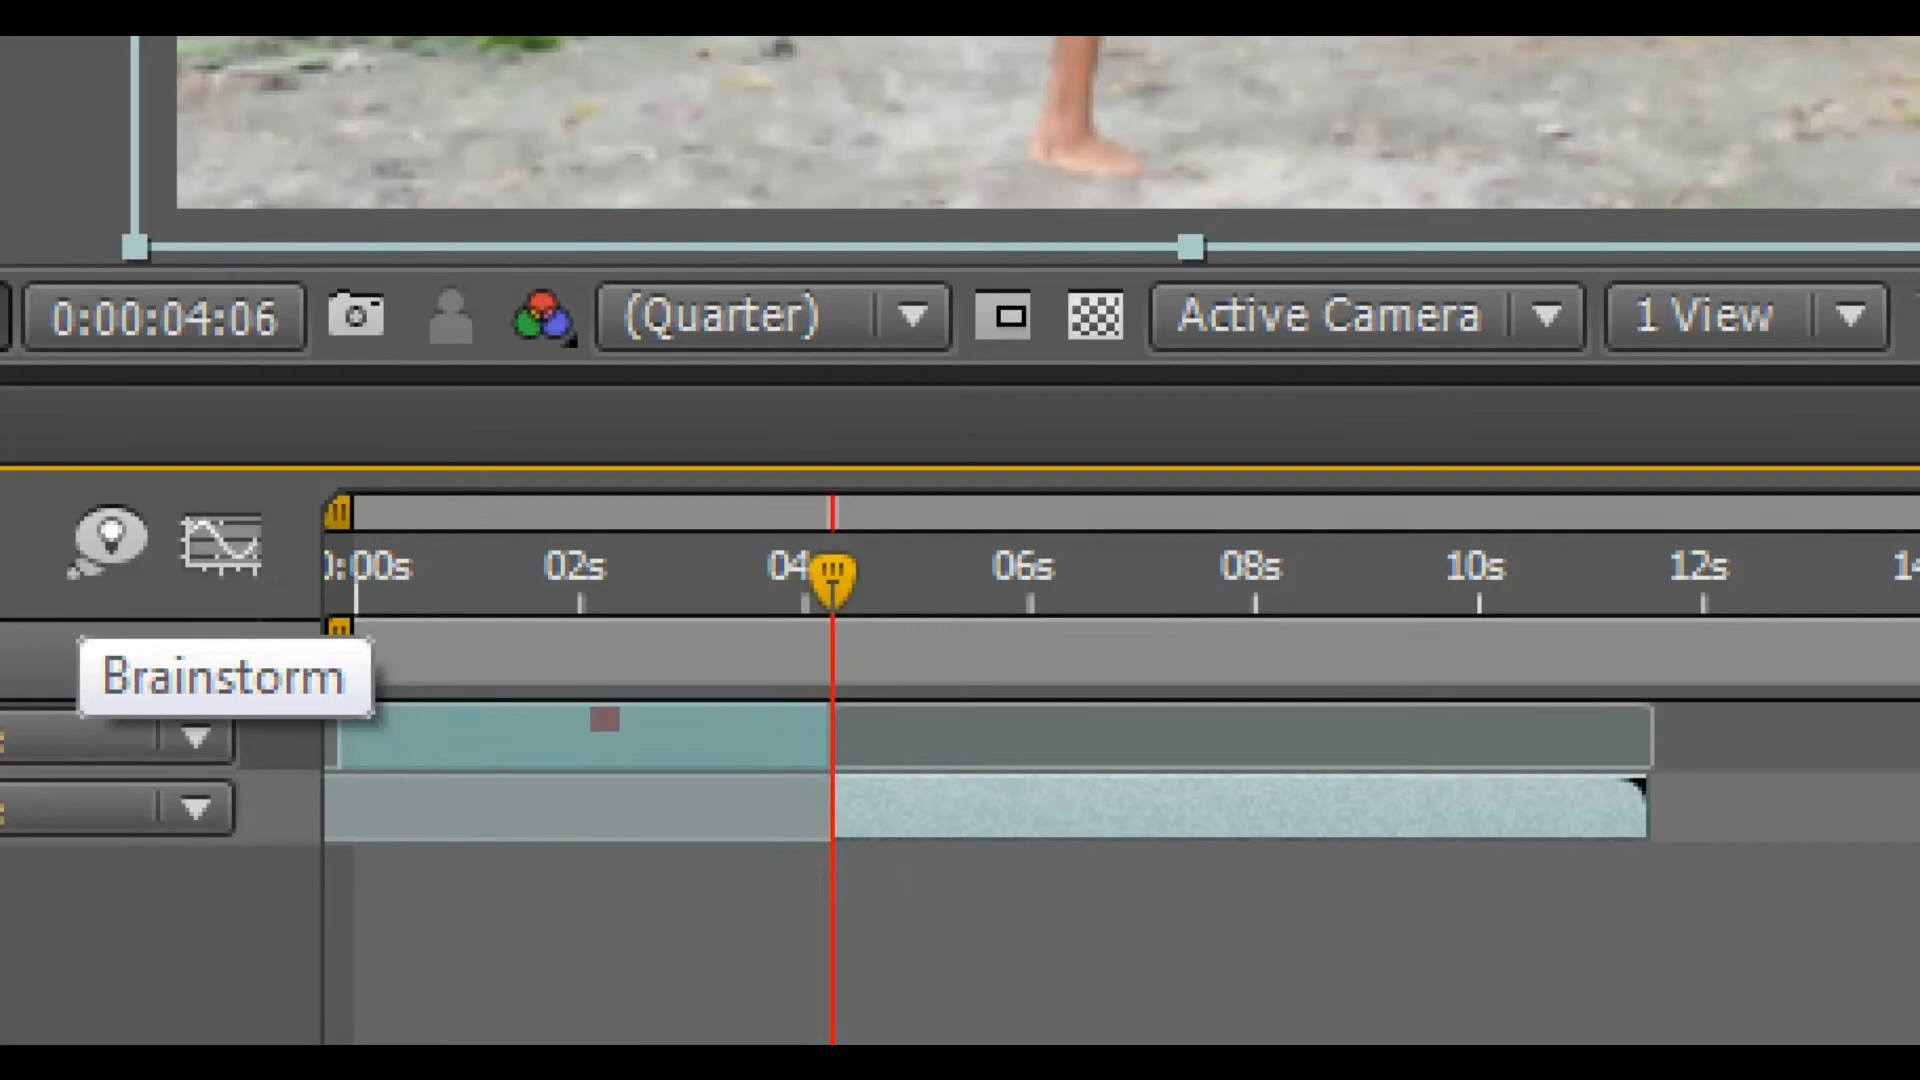 0:00:04:06 (Quarter) Active Camera 1 View
0:00s 02s 04 06s 08s 10s 12s 14
Brainstorm